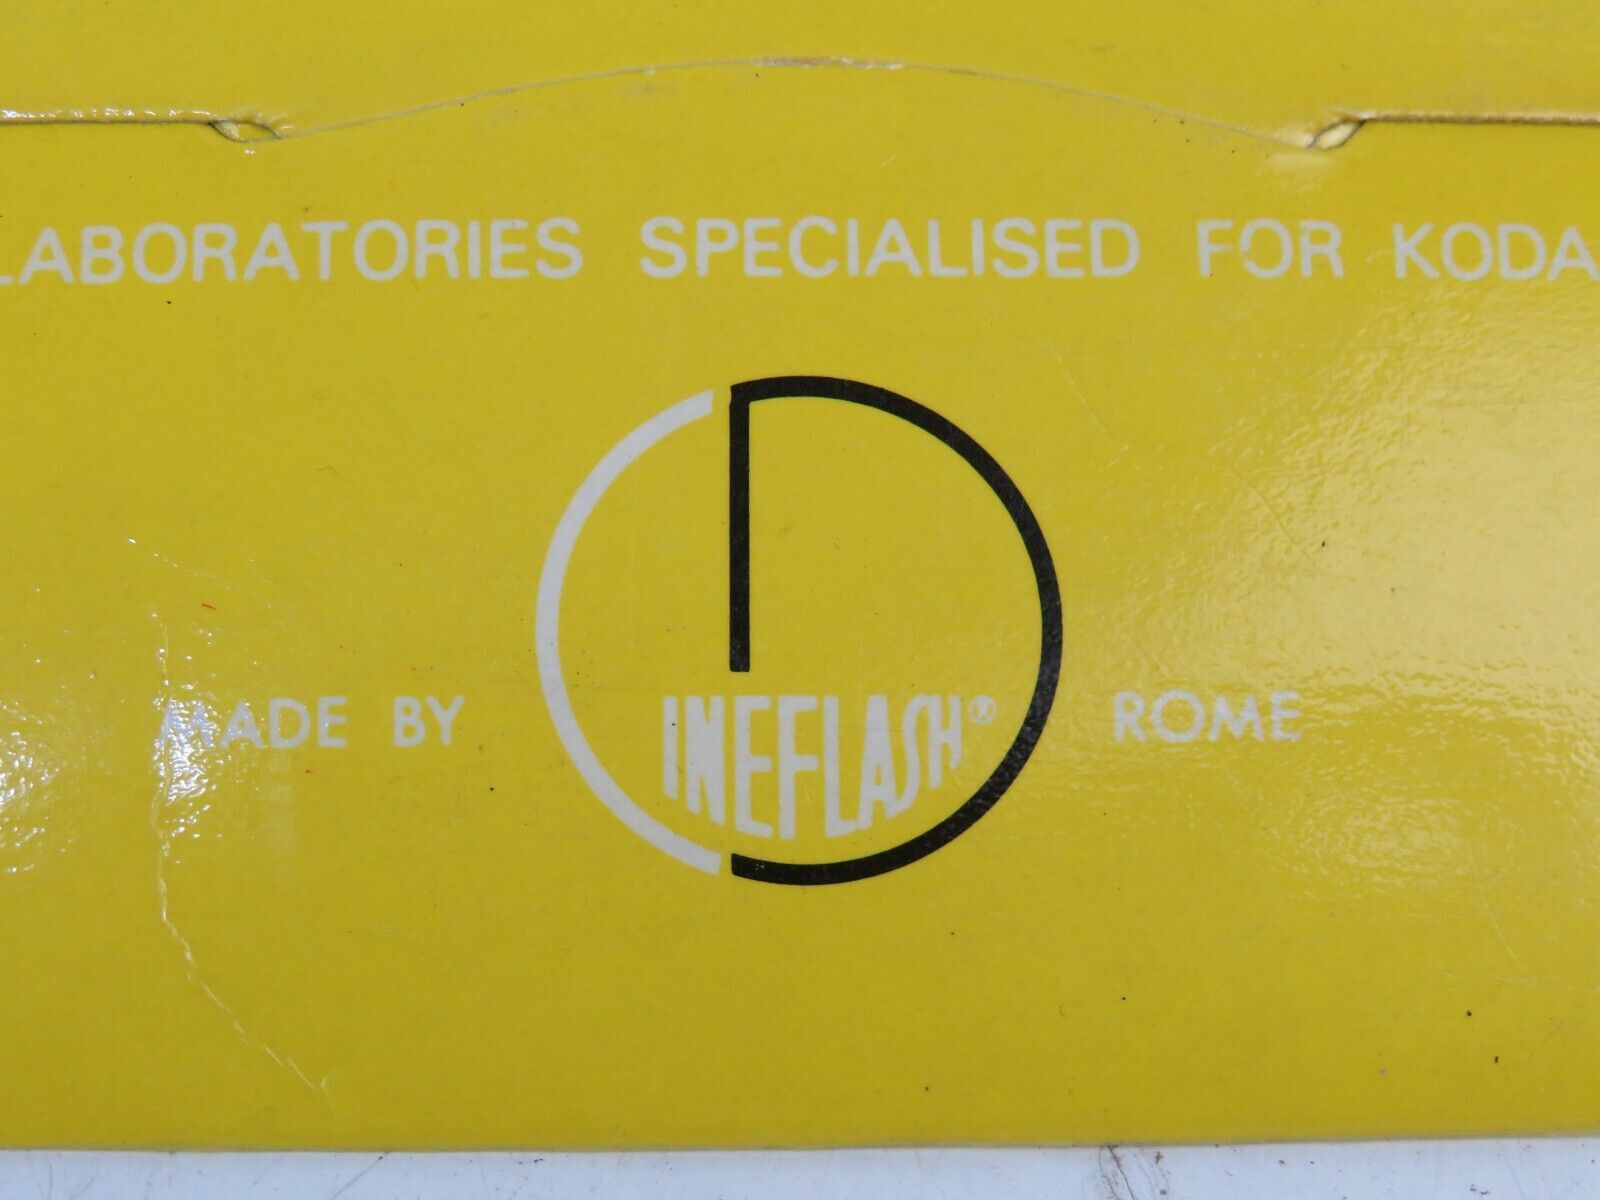 LABORATORIES SPECIALISED FOR KODA
MADE BY INEFLASH® ROME